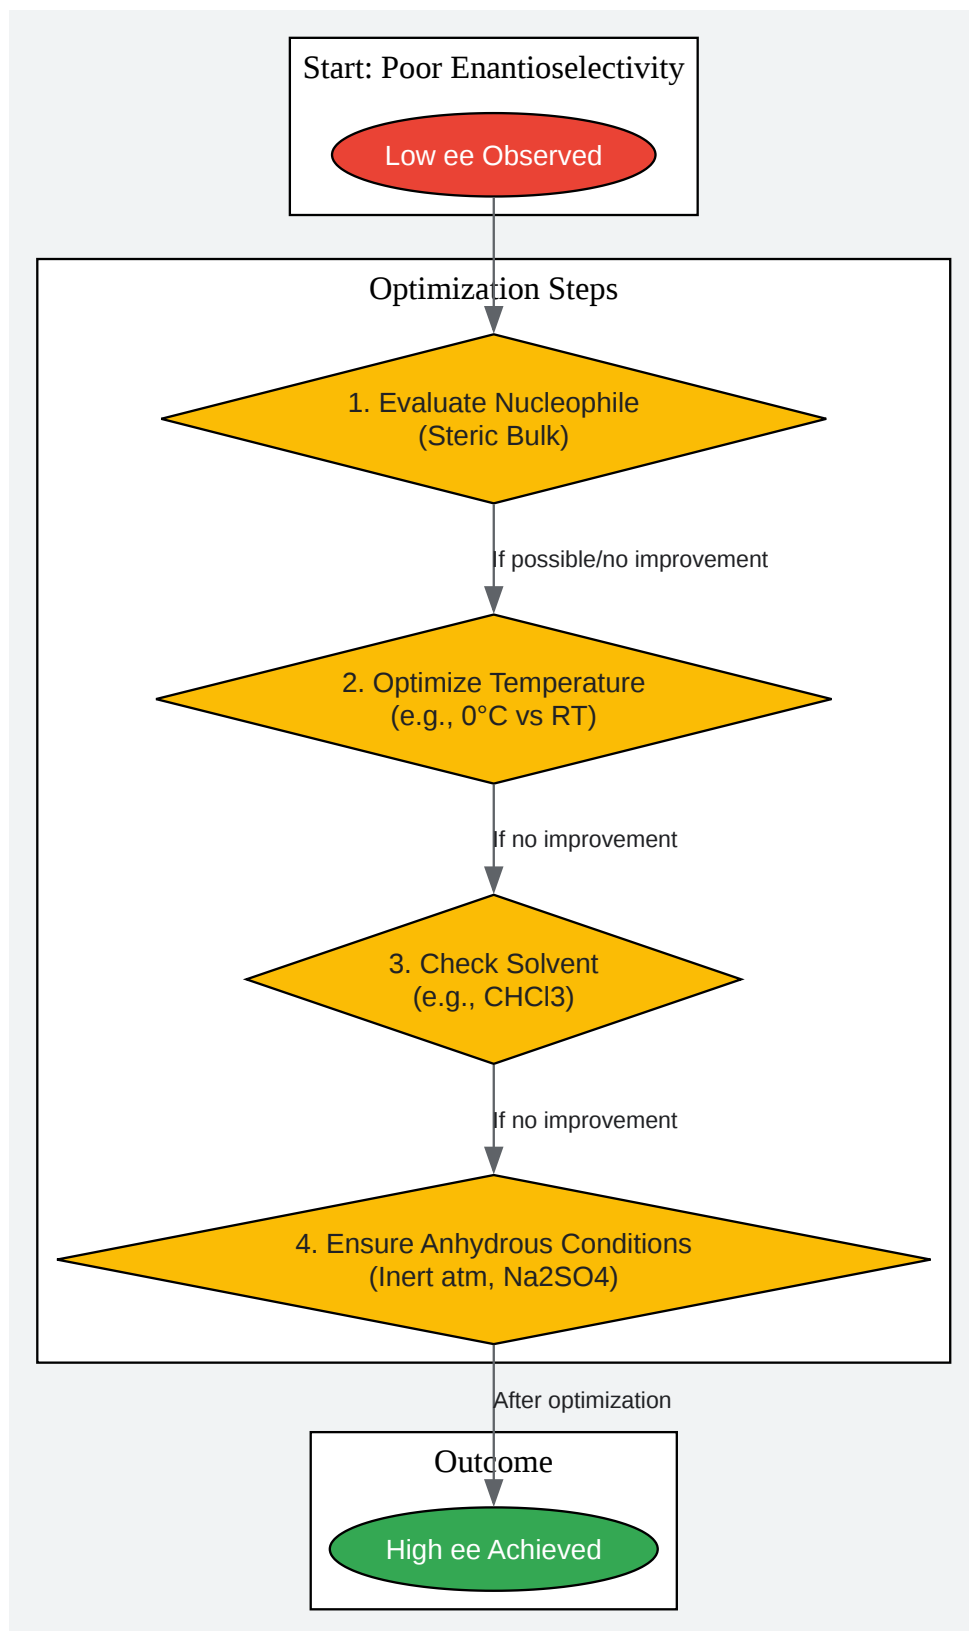 Start: Poor Enantioselectivity
Low ee Observed
Optimization Steps
1. Evaluate Nucleophile
(Steric Bulk)
If possible/no improvement
2. Optimize Temperature
(e.g., 0°C vs RT)
If no improvement
3. Check Solvent
(e.g., CHCl3)
If no improvement
4. Ensure Anhydrous Conditions
(Inert atm, Na2SO4)
After optimization
Outcome
High ee Achieved